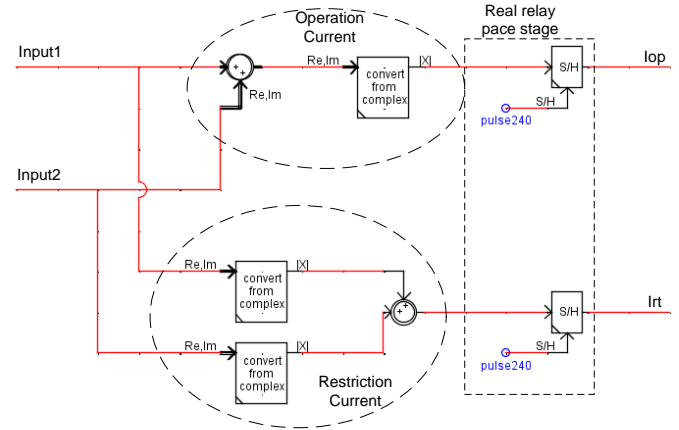 Operation
Current
Real relay
pace stage
Input1
+
+
Re,Im
Re,Im
convert
from
complex
|X|
S/H
Iop
S/H
pulse240
Input2
Re,Im
convert
from
complex
|X|
+
+
S/H
Irt
Re,Im
convert
from
complex
|X|
S/H
pulse240
Restriction
Current